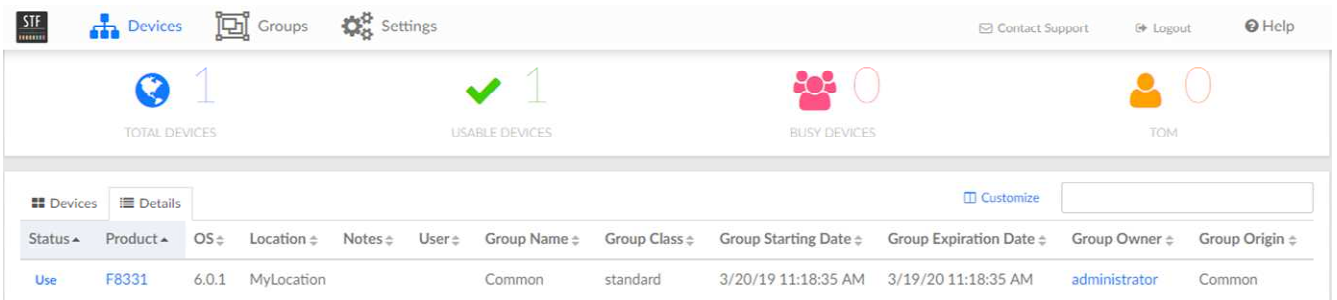 STF Devices Groups Settings Contact Support Logout Help
1 1 0 0
TOTAL DEVICES USABLE DEVICES BUSY DEVICES TOM
Devices Details Customize
Status Product OS Location Notes User Group Name Group Class Group Starting Date Group Expiration Date Group Owner Group Origin
Use F8331 6.0.1 MyLocation Common standard 3/20/19 11:18:35 AM 3/19/20 11:18:35 AM administrator Common